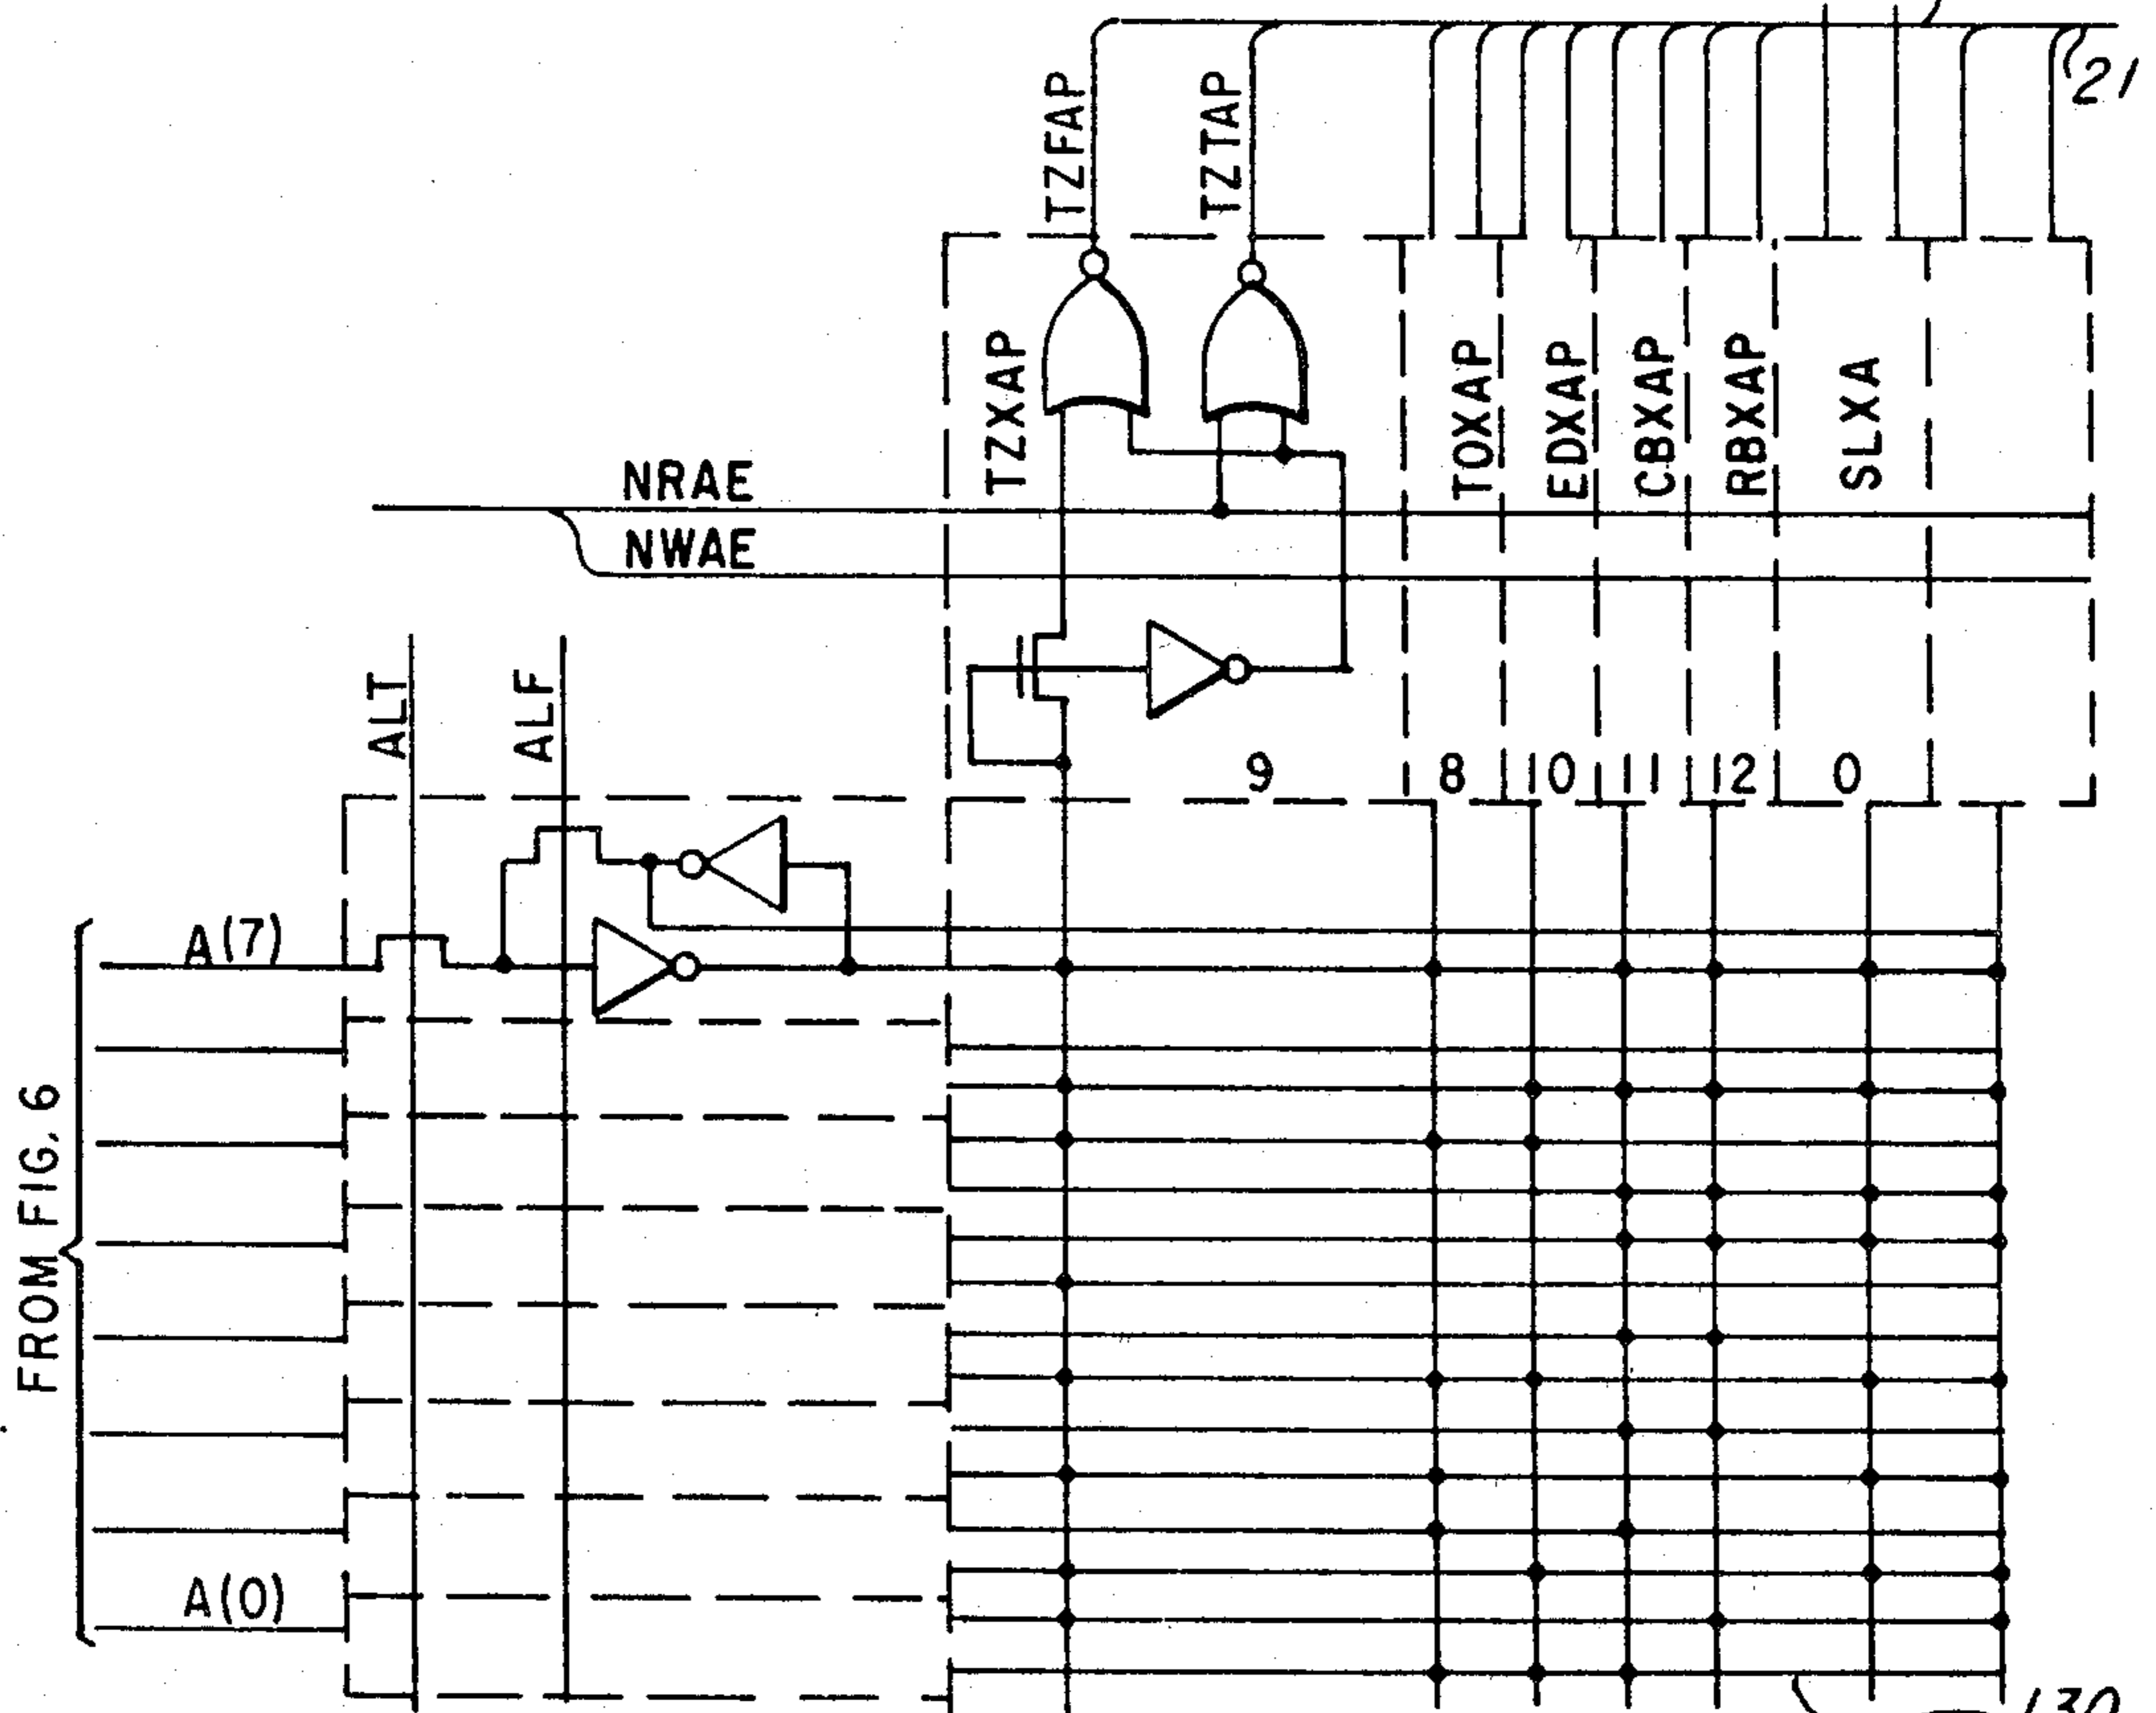 21
TZFAP
TZTAP
TZXAP
TOXAP
EDXAP
CBXAP
RBXAP
SLXA
NRAE
NWAE
ALT
ALF
9 8 10 11 12 0
A(7)
FROM FIG. 6
A(0)
130